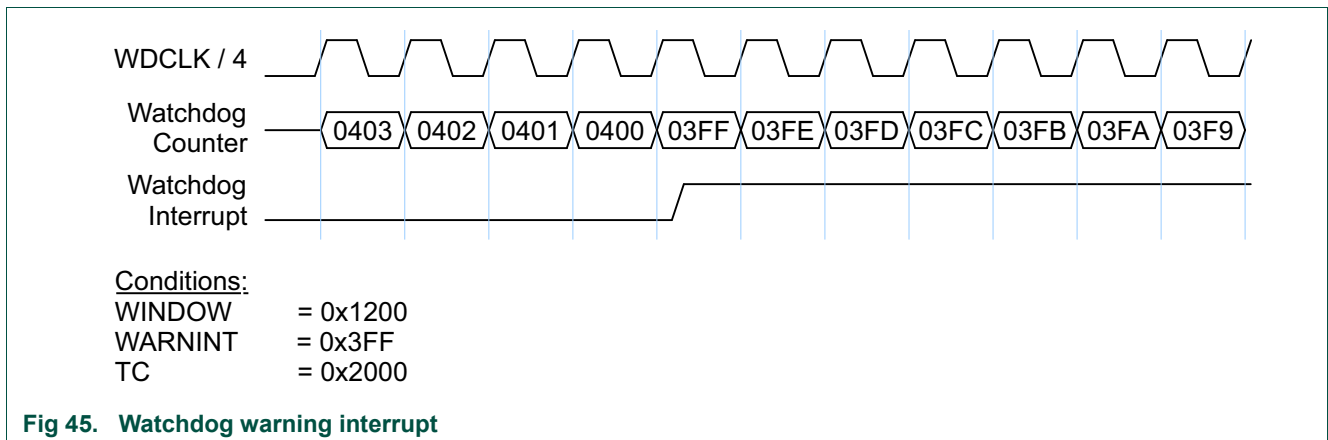 WDCLK / 4
Watchdog
Counter
0403 0402 0401 0400 03FF 03FE 03FD 03FC 03FB 03FA 03F9
Watchdog
Interrupt
Conditions:
WINDOW = 0x1200
WARNINT = 0x3FF
TC = 0x2000
Fig 45. Watchdog warning interrupt